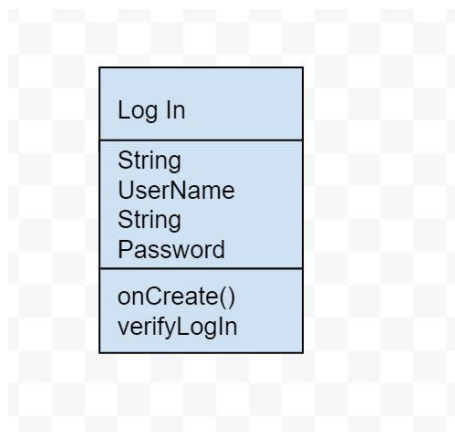 Log In
String
UserName
String
Password
onCreate()
verifyLogIn